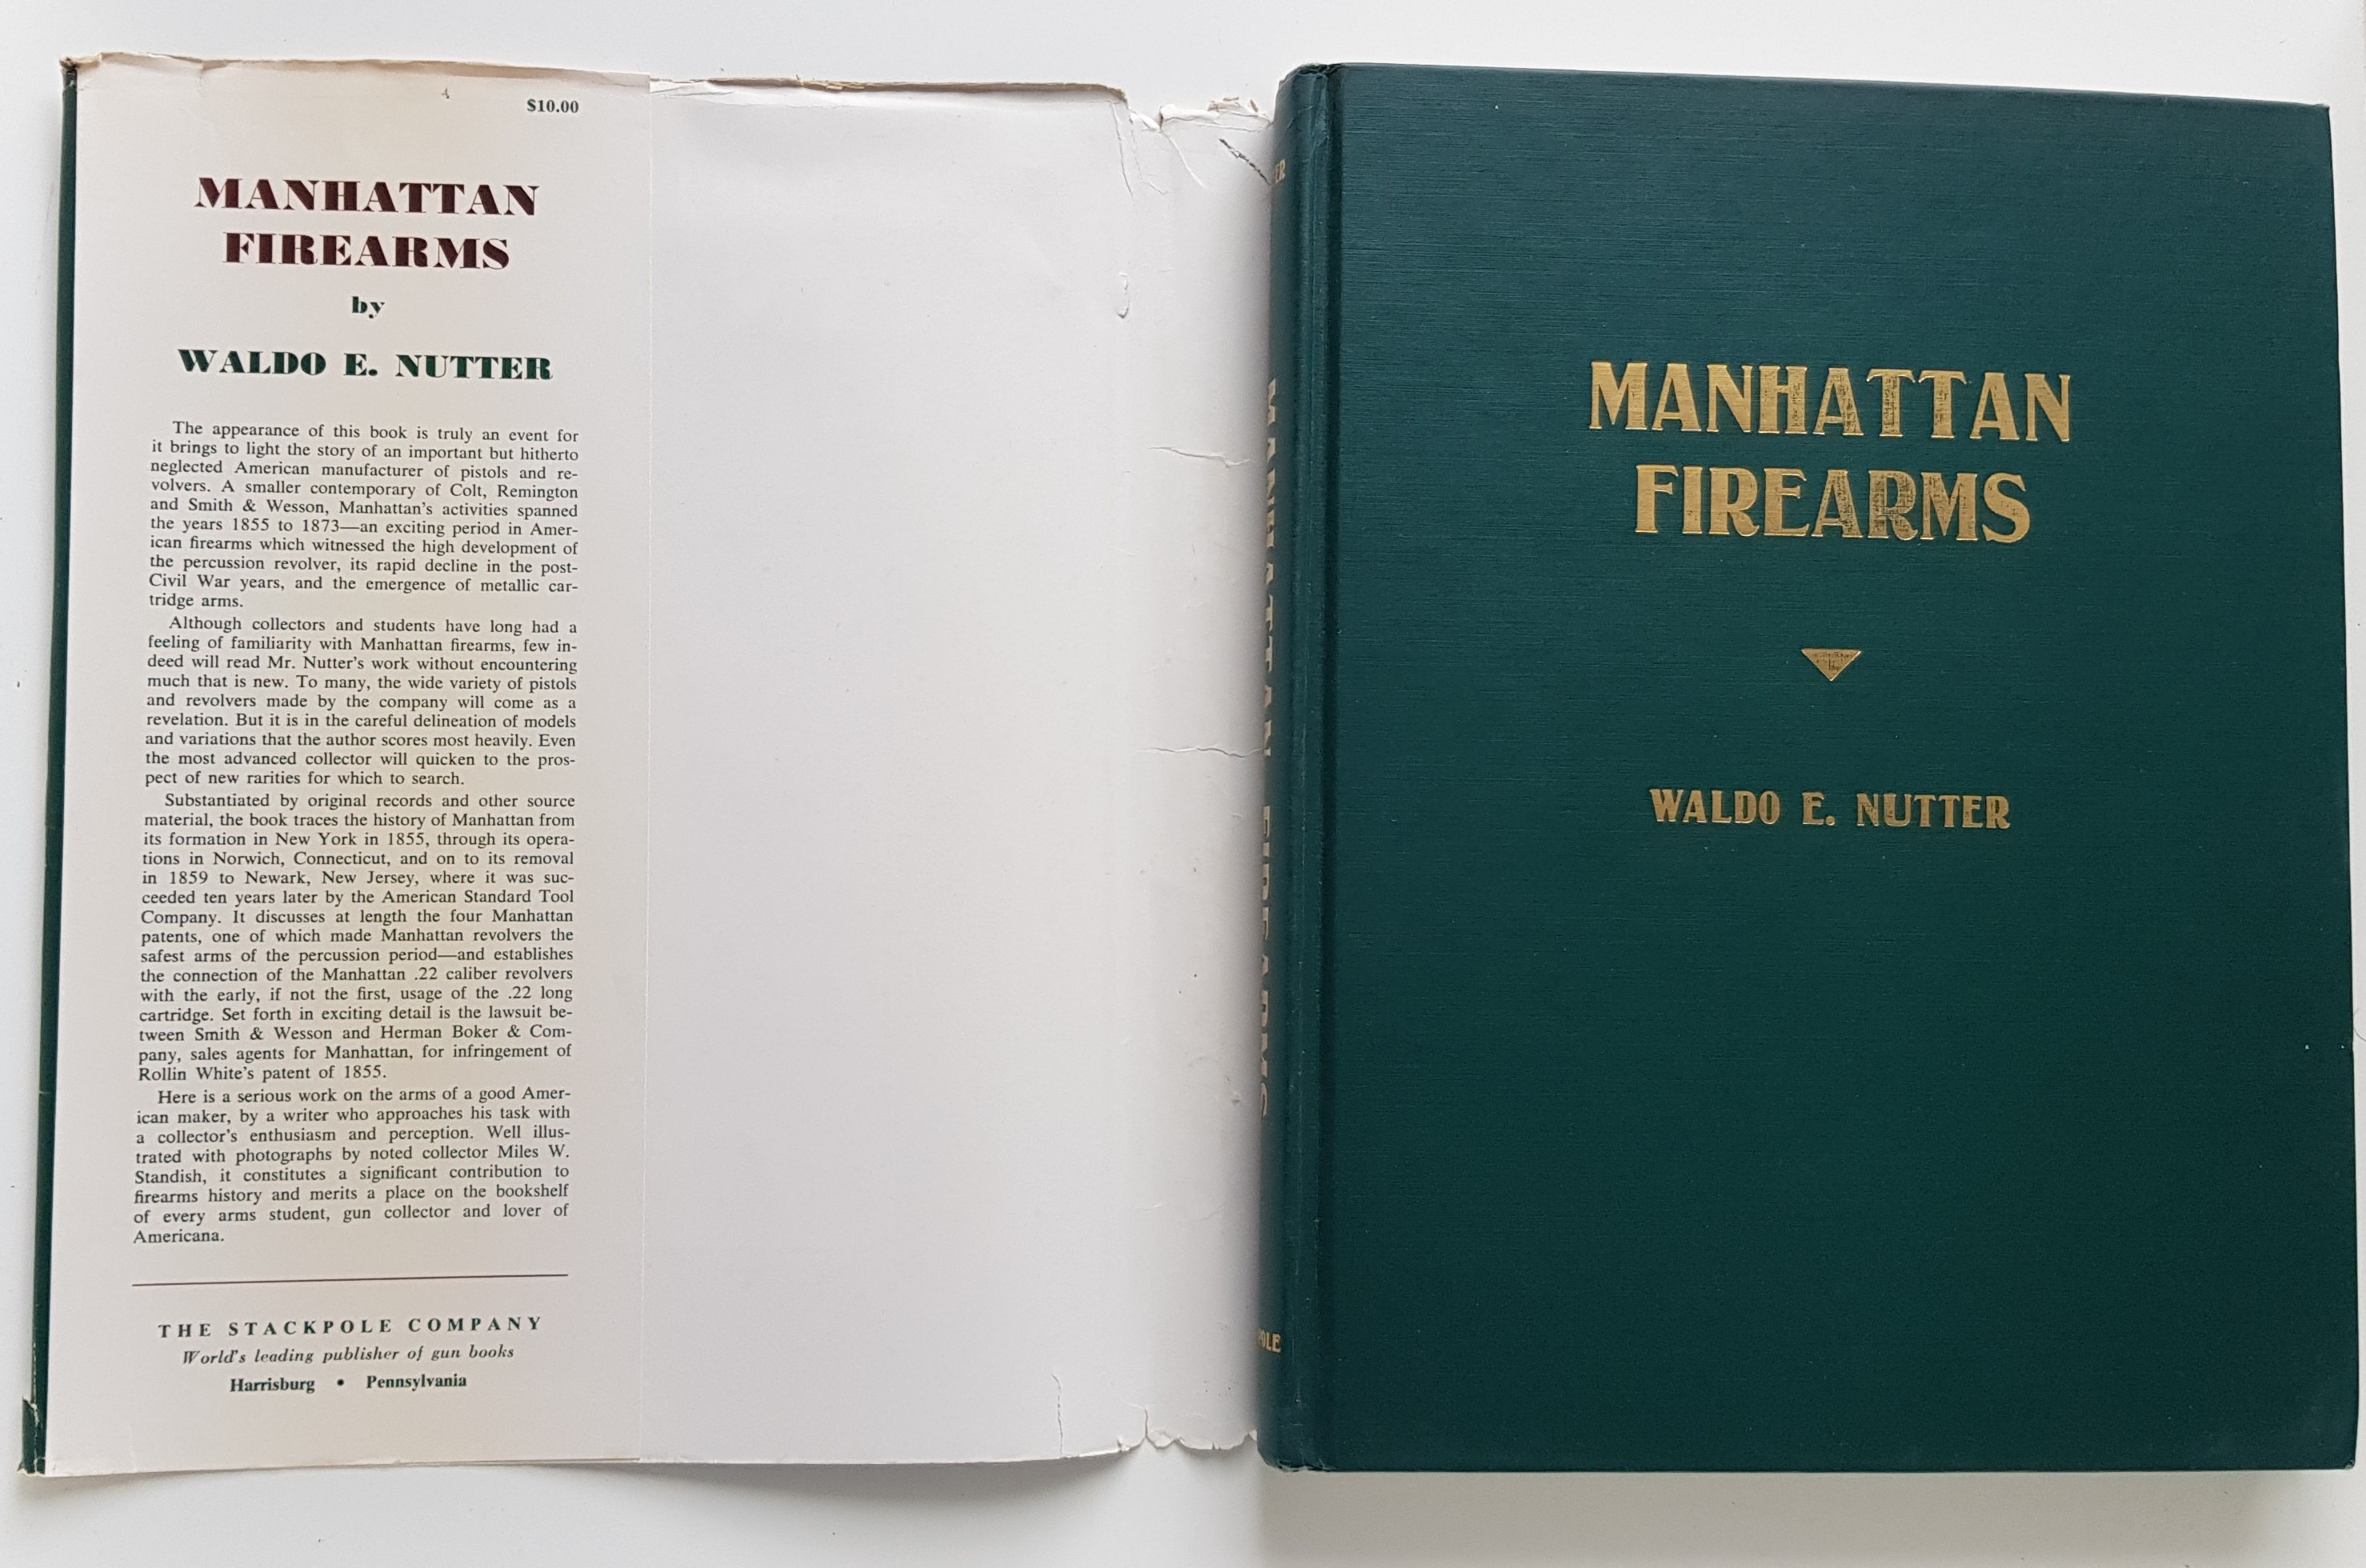 $10.00
MANHATTAN
FIREARMS
by
WALDO E. NUTTER
The appearance of this book is truly an event for
it brings to light the story of an important but hitherto
neglected American manufacturer of pistols and re-
volvers. A smaller contemporary of Colt, Remington
and Smith & Wesson, Manhattan's activities spanned
the years 1855 to 1873—an exciting period in Amer-
ican firearms which witnessed the high development of
the percussion revolver, its rapid decline in the post-
Civil War years, and the emergence of metallic car-
tridge arms.
Although collectors and students have long had a
feeling of familiarity with Manhattan firearms, few in-
deed will read Mr. Nutter's work without encountering
much that is new. To many, the wide variety of pistols
and revolvers made by the company will come as a
revelation. But it is in the careful delineation of models
and variations that the author scores most heavily. Even
the most advanced collector will quicken to the pros-
pect of new rarities for which to search.
Substantiated by original records and other source
material, the book traces the history of Manhattan from
its formation in New York in 1855, through its opera-
tions in Norwich, Connecticut, and on to its removal
in 1859 to Newark, New Jersey, where it was suc-
ceeded ten years later by the American Standard Tool
Company. It discusses at length the four Manhattan
patents, one of which made Manhattan revolvers the
safest arms of the percussion period—and establishes
the connection of the Manhattan .22 caliber revolvers
with the early, if not the first, usage of the .22 long
cartridge. Set forth in exciting detail is the lawsuit be-
tween Smith & Wesson and Herman Boker & Com-
pany, sales agents for Manhattan, for infringement of
Rollin White's patent of 1855.
Here is a serious work on the arms of a good Amer-
ican maker, by a writer who approaches his task with
a collector's enthusiasm and perception. Well illus-
trated with photographs by noted collector Miles W.
Standish, it constitutes a significant contribution to
firearms history and merits a place on the bookshelf
of every arms student, gun collector and lover of
Americana.
THE STACKPOLE COMPANY
World's leading publisher of gun books
Harrisburg • Pennsylvania
MANHATTAN FIREARMS
MANHATTAN
FIREARMS
WALDO E. NUTTER